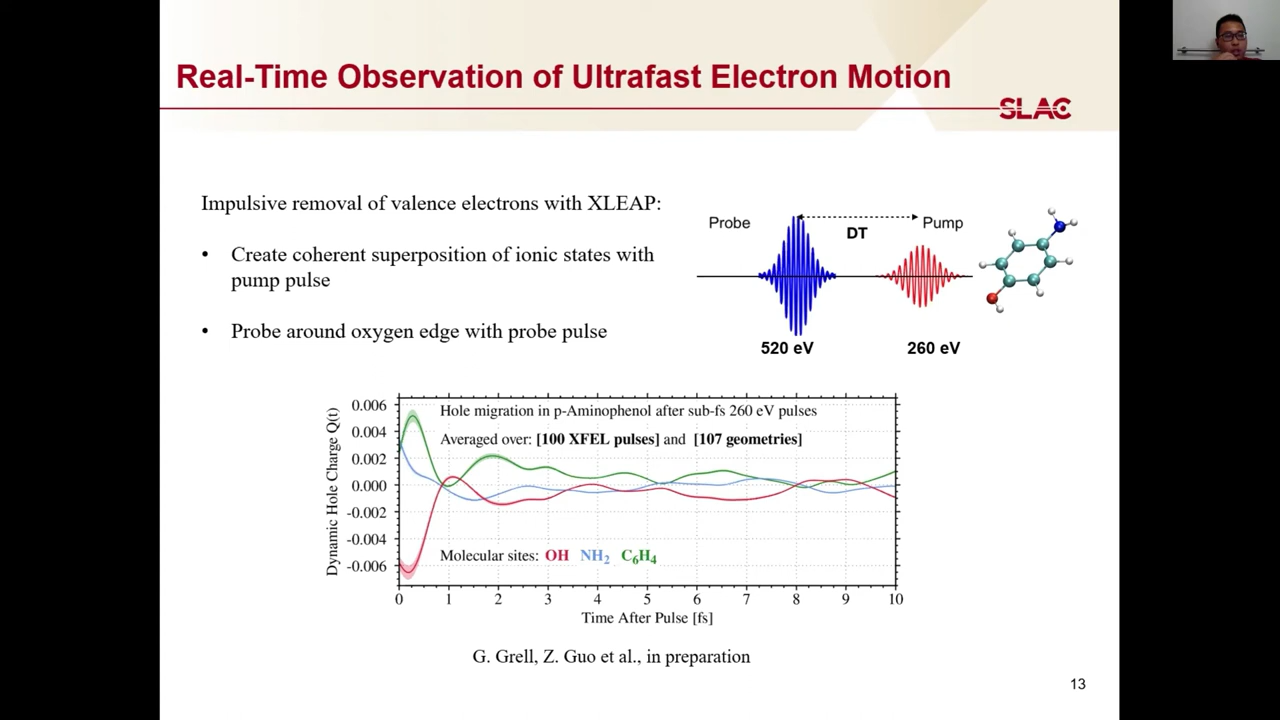 Real-Time Observation of Ultrafast Electron Motion
SLAC
Impulsive removal of valence electrons with XLEAP:
• Create coherent superposition of ionic states with
pump pulse
• Probe around oxygen edge with probe pulse
Probe
DT
Pump
520 eV
260 eV
Dynamic Hole Charge Q(t)
0.006
0.004
0.002
0.000
-0.002
-0.004
-0.006
Hole migration in p-Aminophenol after sub-fs 260 eV pulses
Averaged over: [100 XFEL pulses] and [107 geometries]
Molecular sites: OH NH2 C6H4
0 1 2 3 4 5 6 7 8 9 10
Time After Pulse [fs]
G. Grell, Z. Guo et al., in preparation
13